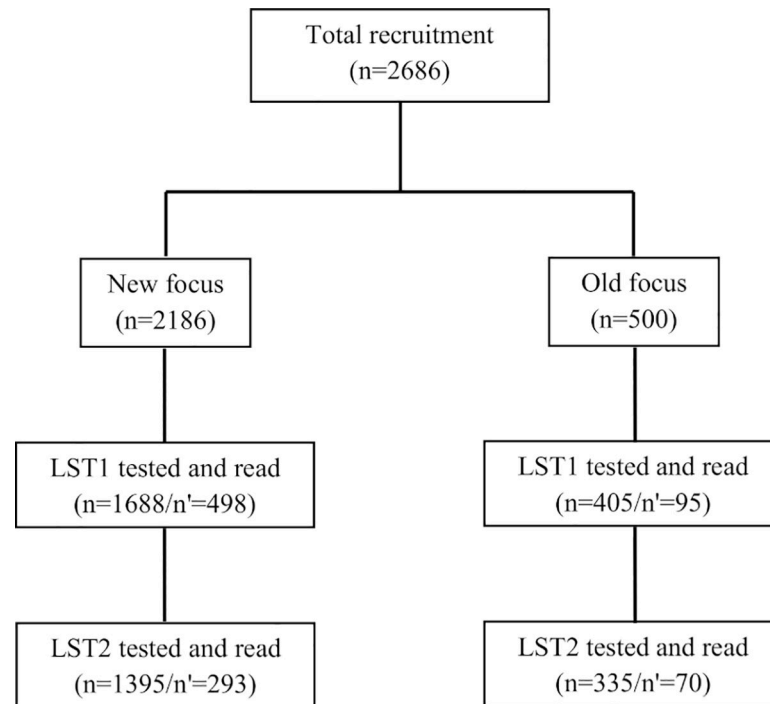 Total recruitment
(n=2686)
New focus
(n=2186)
Old focus
(n=500)
LST1 tested and read
(n=1688/n'=498)
LST1 tested and read
(n=405/n'=95)
LST2 tested and read
(n=1395/n'=293)
LST2 tested and read
(n=335/n'=70)